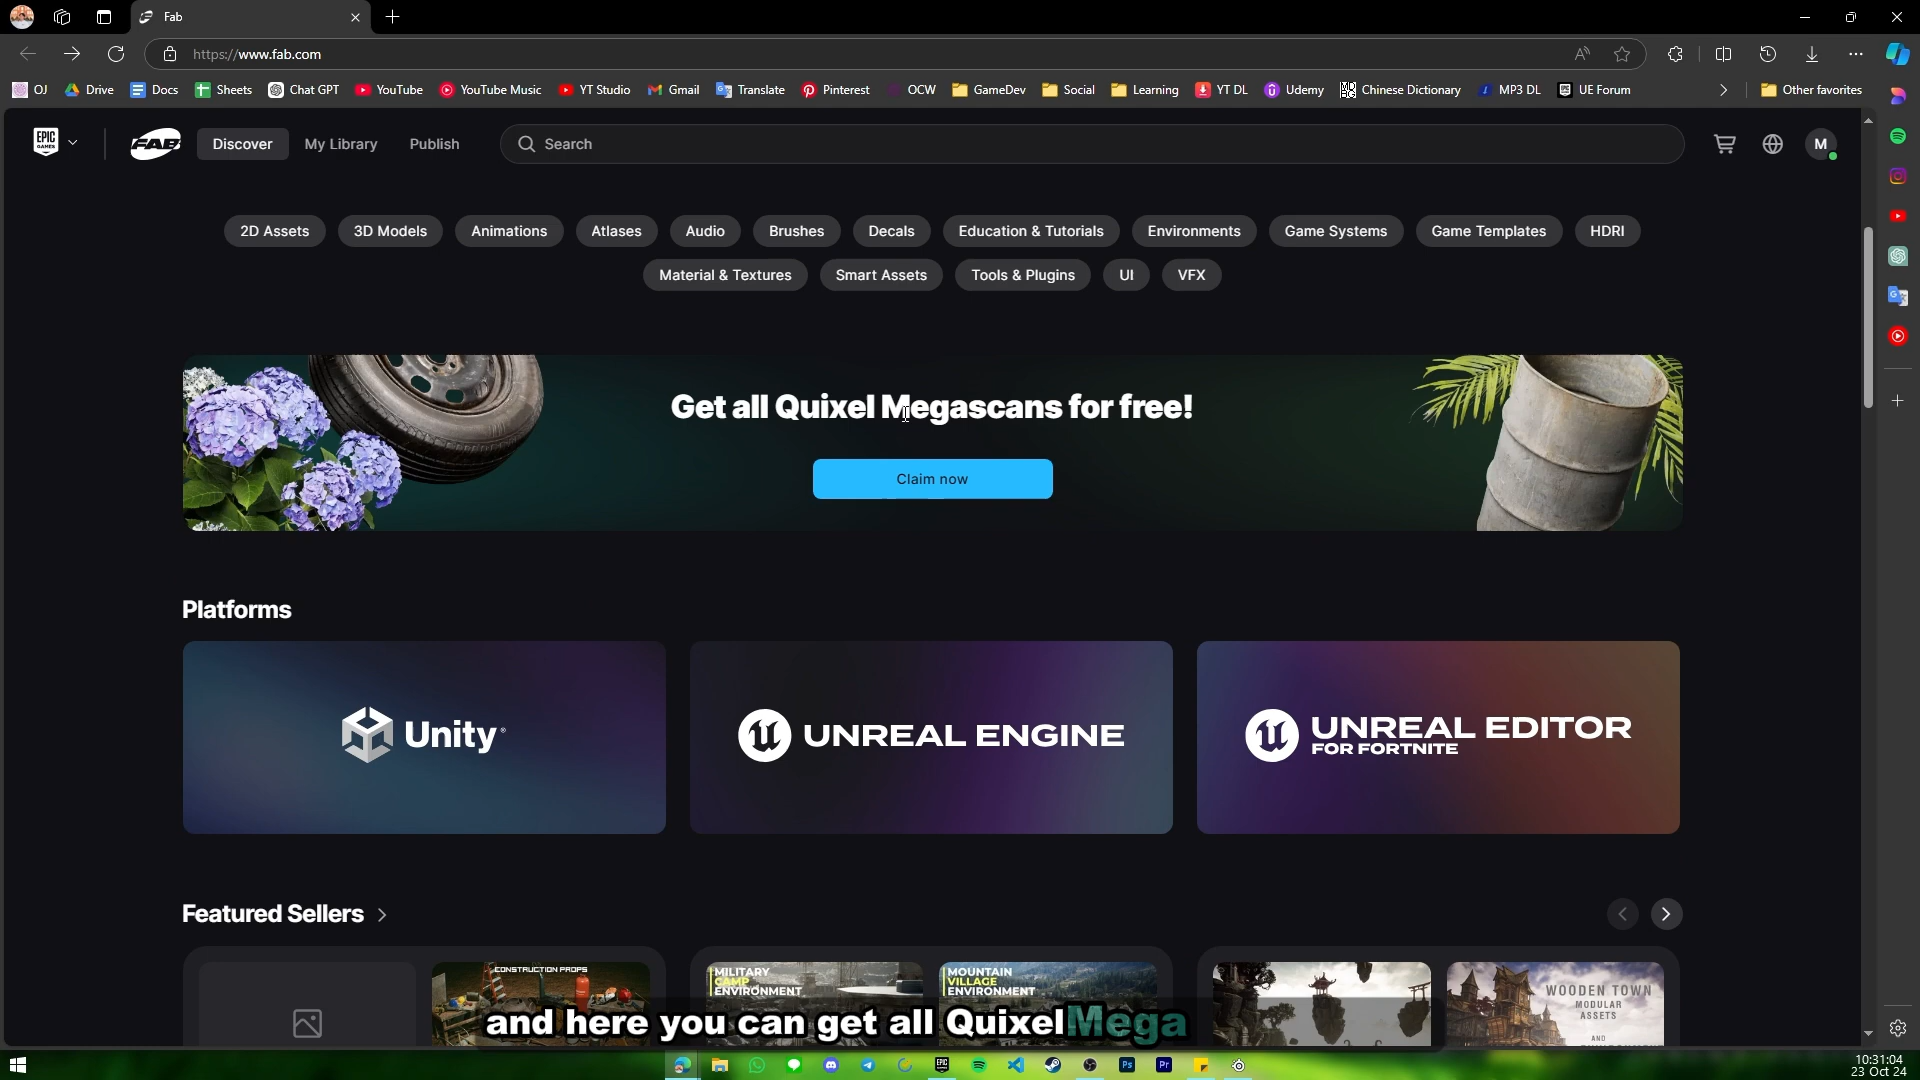 Fab
https://www.fab.com
OJ Drive Docs Sheets Chat GPT YouTube YouTube Music YT Studio Gmail Translate Pinterest OCW GameDev Social Learning YT DL Udemy Chinese Dictionary MP3 DL UE Forum Other favorites
EPIC GAMES FAB Discover My Library Publish Search M
2D Assets 3D Models Animations Atlases Audio Brushes Decals Education & Tutorials Environments Game Systems Game Templates HDRI
Material & Textures Smart Assets Tools & Plugins UI VFX
Get all Quixel Megascans for free!
Claim now
Platforms
Unity
UNREAL ENGINE
UNREAL EDITOR
FOR FORTNITE
Featured Sellers
CONSTRUCTION PROPS
MILITARY
CAMP
ENVIRONMENT
MOUNTAIN
VILLAGE
ENVIRONMENT
WOODEN TOWN
MODULAR
ASSETS
AND
and here you can get all Quixel Mega
10:31:04
23 Oct 24